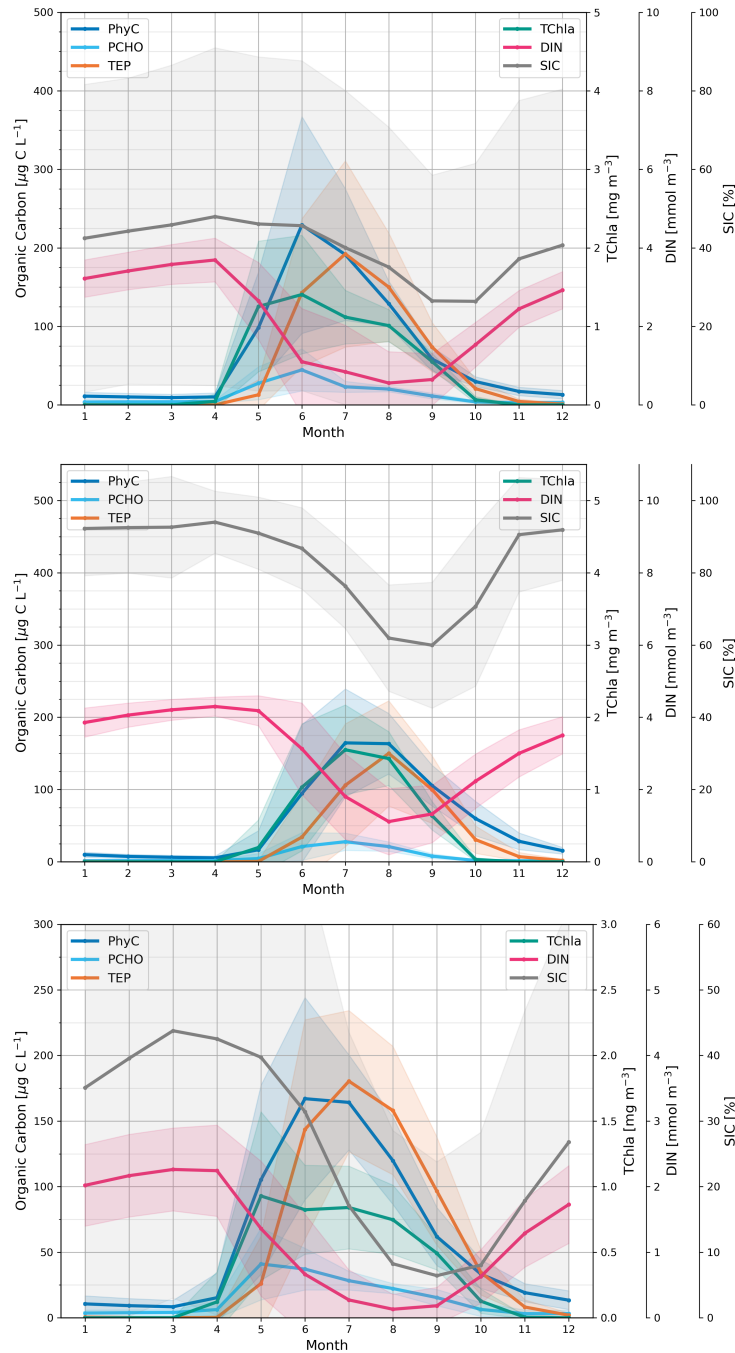 500
400
300
200
100
0
Organic Carbon [μg C L⁻¹]
PhyC
PCHO
TEP
TChla
DIN
SIC
1 2 3 4 5 6 7 8 9 10 11 12
Month
5
4
3
2
1
0
TChla [mg m⁻³]
10
8
6
4
2
0
DIN [mmol m⁻³]
100
80
60
40
20
0
SIC [%]
500
400
300
200
100
0
Organic Carbon [μg C L⁻¹]
PhyC
PCHO
TEP
TChla
DIN
SIC
1 2 3 4 5 6 7 8 9 10 11 12
Month
5
4
3
2
1
0
TChla [mg m⁻³]
10
8
6
4
2
0
DIN [mmol m⁻³]
100
80
60
40
20
0
SIC [%]
300
250
200
150
100
50
0
Organic Carbon [μg C L⁻¹]
PhyC
PCHO
TEP
TChla
DIN
SIC
1 2 3 4 5 6 7 8 9 10 11 12
Month
3.0
2.5
2.0
1.5
1.0
0.5
0.0
TChla [mg m⁻³]
6
5
4
3
2
1
0
DIN [mmol m⁻³]
60
50
40
30
20
10
0
SIC [%]